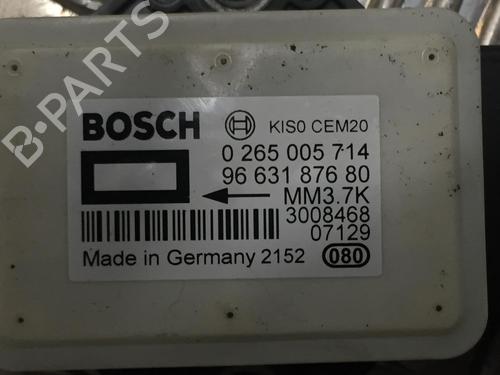 B-PARTS
BOSCH KIS0 CEM20
0 265 005 714
96 631 876 80
MM3.7K
3008468
07129
Made in Germany 2152 080